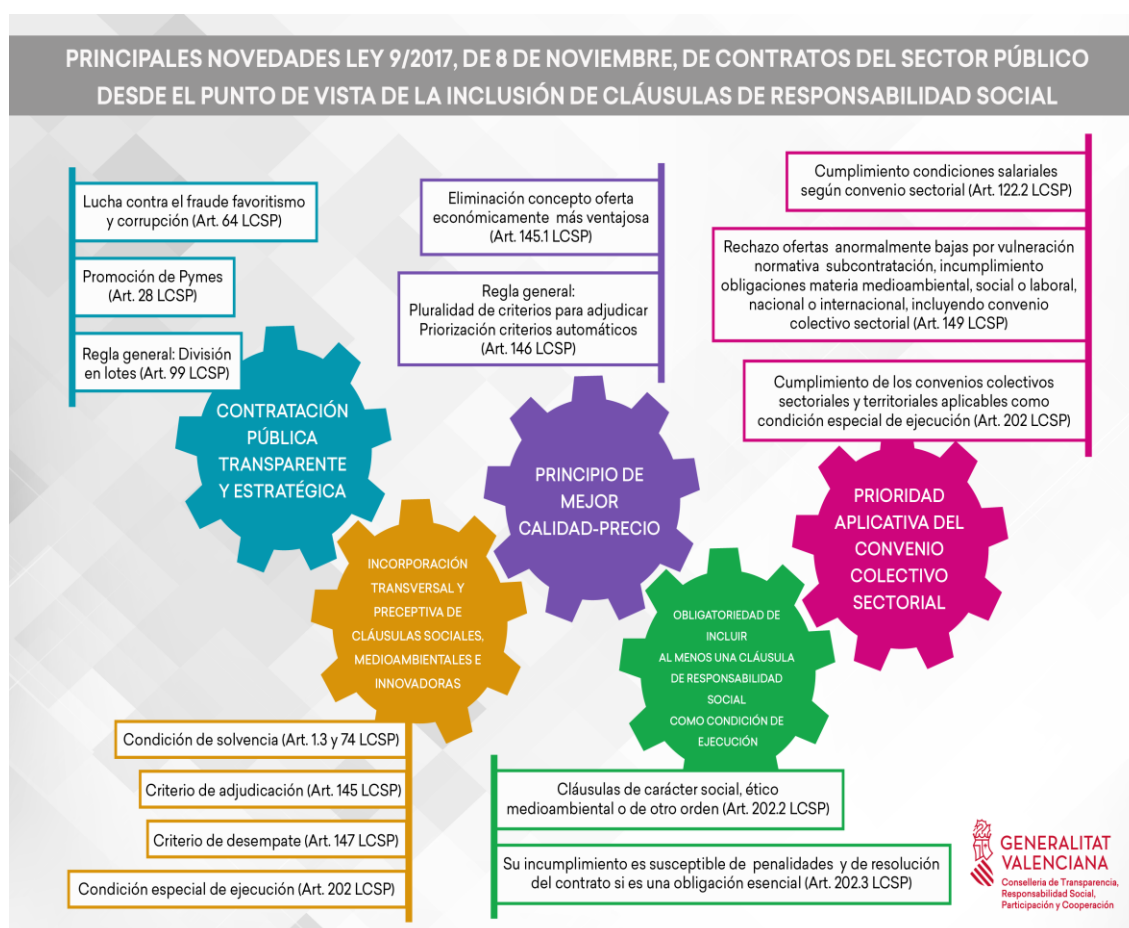 PRINCIPALES NOVEDADES LEY 9/2017, DE 8 DE NOVIEMBRE, DE CONTRATOS DEL SECTOR PÚBLICO
DESDE EL PUNTO DE VISTA DE LA INCLUSIÓN DE CLÁUSULAS DE RESPONSABILIDAD SOCIAL
Lucha contra el fraude favoritismo
y corrupción (Art. 64 LCSP)
Promoción de Pymes
(Art. 28 LCSP)
Regla general: División
en lotes (Art. 99 LCSP)
CONTRATACIÓN
PÚBLICA
TRANSPARENTE
Y ESTRATÉGICA
Eliminación concepto oferta
económicamente más ventajosa
(Art. 145.1 LCSP)
Regla general:
Pluralidad de criterios para adjudicar
Priorización criterios automáticos
(Art. 146 LCSP)
PRINCIPIO DE
MEJOR
CALIDAD-PRECIO
Cumplimiento condiciones salariales
según convenio sectorial (Art. 122.2 LCSP)
Rechazo ofertas anormalmente bajas por vulneración
normativa subcontratación, incumplimiento
obligaciones materia medioambiental, social o laboral,
nacional o internacional, incluyendo convenio
colectivo sectorial (Art. 149 LCSP)
Cumplimiento de los convenios colectivos
sectoriales y territoriales aplicables como
condición especial de ejecución (Art. 202 LCSP)
PRIORIDAD
APLICATIVA DEL
CONVENIO
COLECTIVO
SECTORIAL
INCORPORACIÓN
TRANSVERSAL Y
PRECEPTIVA DE
CLÁUSULAS SOCIALES,
MEDIOAMBIENTALES E
INNOVADORAS
Condición de solvencia (Art. 1.3 y 74 LCSP)
Criterio de adjudicación (Art. 145 LCSP)
Criterio de desempate (Art. 147 LCSP)
Condición especial de ejecución (Art. 202 LCSP)
OBLIGATORIEDAD DE
INCLUIR
AL MENOS UNA CLÁUSULA
DE RESPONSABILIDAD
SOCIAL
COMO CONDICIÓN DE
EJECUCIÓN
Cláusulas de carácter social, ético
medioambiental o de otro orden (Art. 202.2 LCSP)
Su incumplimiento es susceptible de penalidades y de resolución
del contrato si es una obligación esencial (Art. 202.3 LCSP)
GENERALITAT
VALENCIANA
Conselleria de Transparencia,
Responsabilidad Social,
Participación y Cooperación